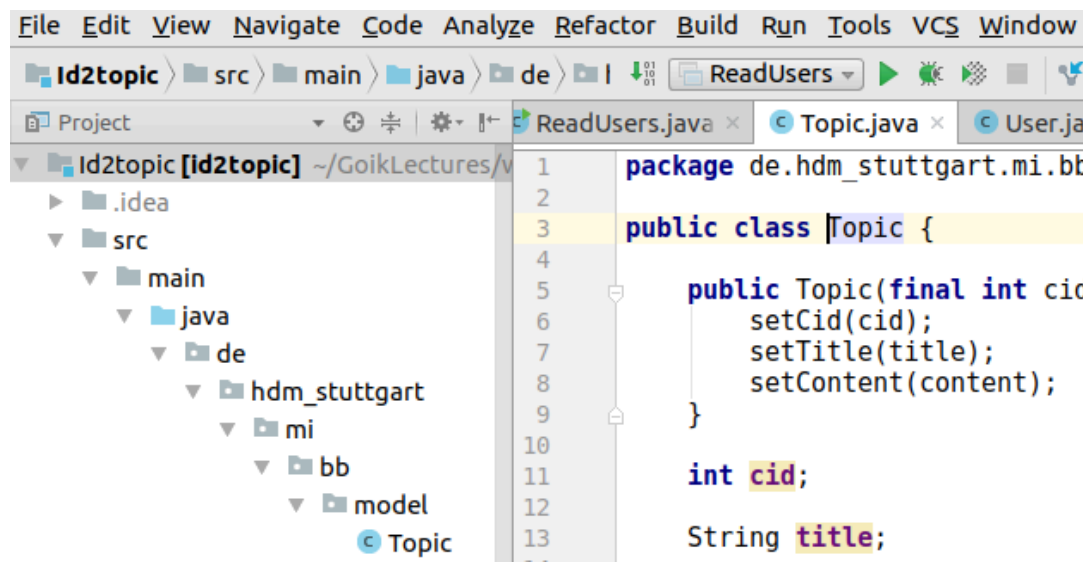 File Edit View Navigate Code Analyze Refactor Build Run Tools VCS Window
Id2topic src main java de ReadUsers
Project
ReadUsers.java Topic.java User.ja
Id2topic [id2topic] ~/GoikLectures/
.idea
src
main
java
de
hdm_stuttgart
mi
bb
model
Topic
1 package de.hdm_stuttgart.mi.bb
2
3 public class Topic {
4
5 public Topic(final int cid
6 setCid(cid);
7 setTitle(title);
8 setContent(content);
9 }
10
11 int cid;
12
13 String title;